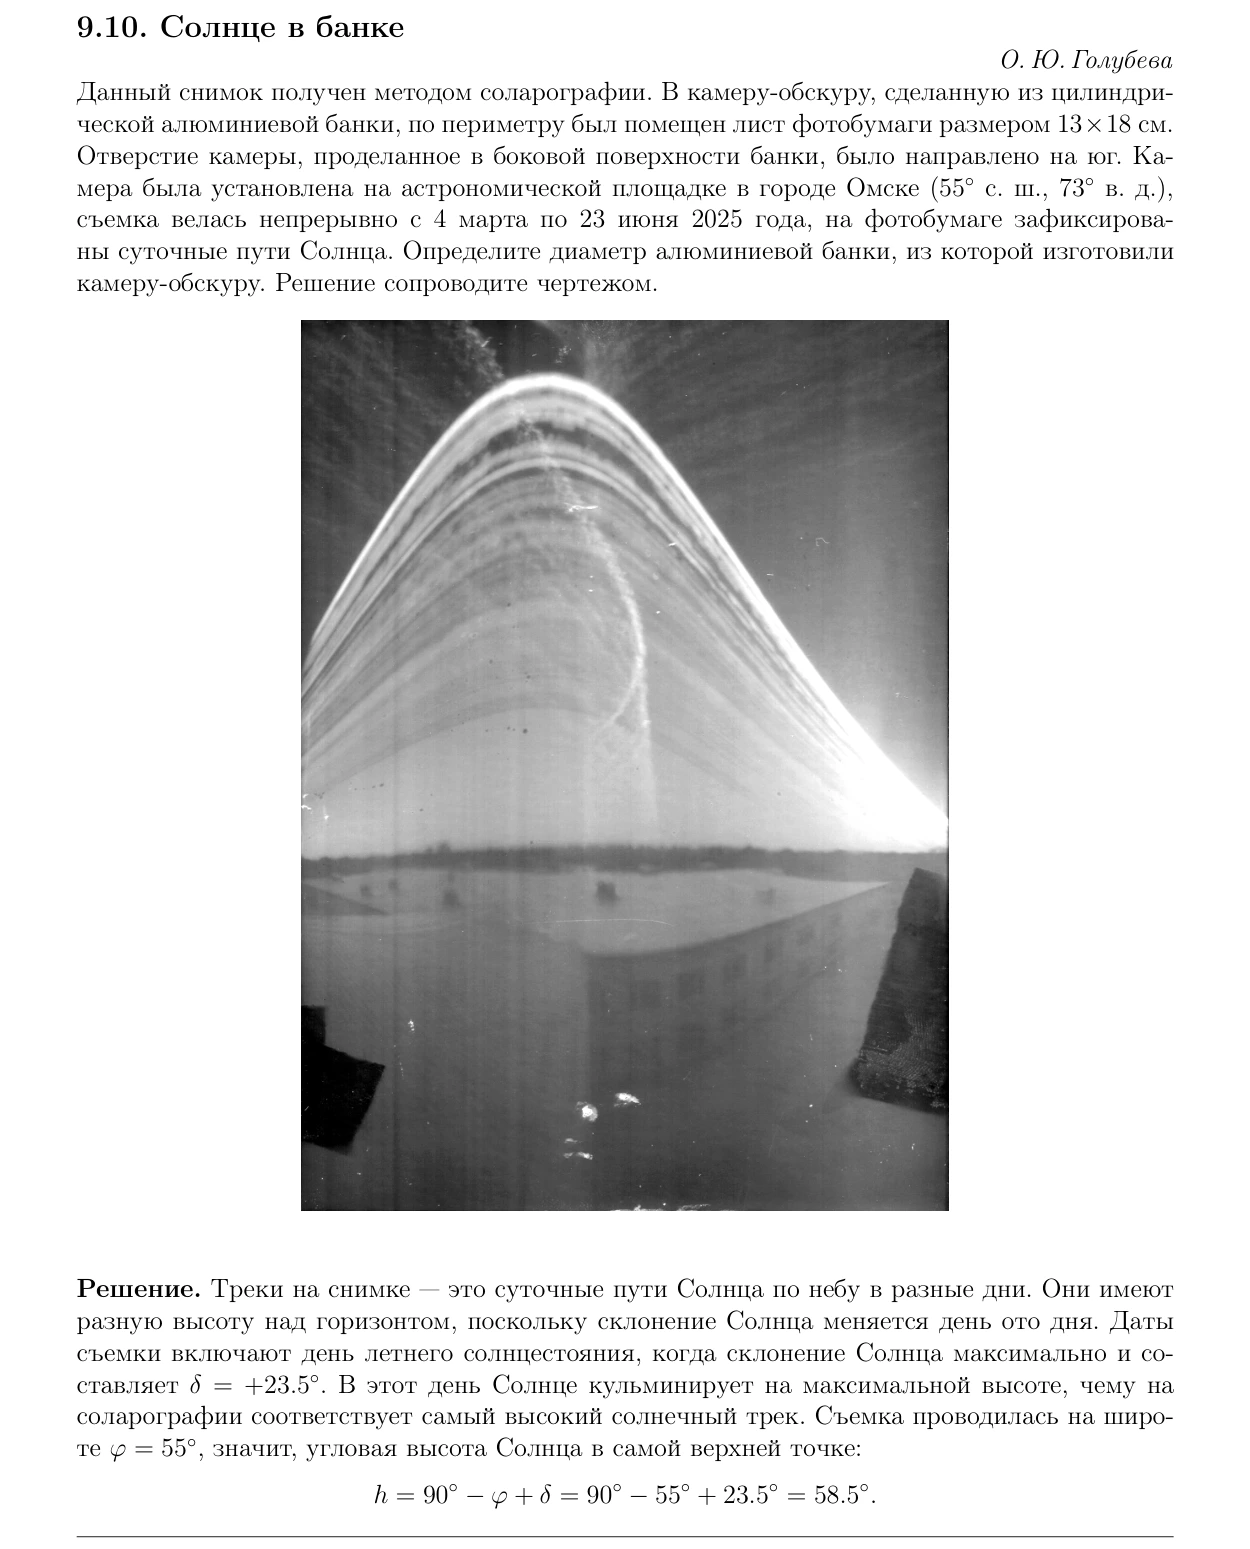 9.10. Солнце в банке
О. Ю. Голубева
Данный снимок получен методом соларографии. В камеру-обскуру, сделанную из цилиндри-
ческой алюминиевой банки, по периметру был помещен лист фотобумаги размером 13×18 см.
Отверстие камеры, проделанное в боковой поверхности банки, было направлено на юг. Ка-
мера была установлена на астрономической площадке в городе Омске (55° с. ш., 73° в. д.),
съемка велась непрерывно с 4 марта по 23 июня 2025 года, на фотобумаге зафиксирова-
ны суточные пути Солнца. Определите диаметр алюминиевой банки, из которой изготовили
камеру-обскуру. Решение сопроводите чертежом.
Решение. Треки на снимке — это суточные пути Солнца по небу в разные дни. Они имеют
разную высоту над горизонтом, поскольку склонение Солнца меняется день ото дня. Даты
съемки включают день летнего солнцестояния, когда склонение Солнца максимально и со-
ставляет δ = +23.5°. В этот день Солнце кульминирует на максимальной высоте, чему на
соларографии соответствует самый высокий солнечный трек. Съемка проводилась на широ-
те φ = 55°, значит, угловая высота Солнца в самой верхней точке:
h = 90° − φ + δ = 90° − 55° + 23.5° = 58.5°.